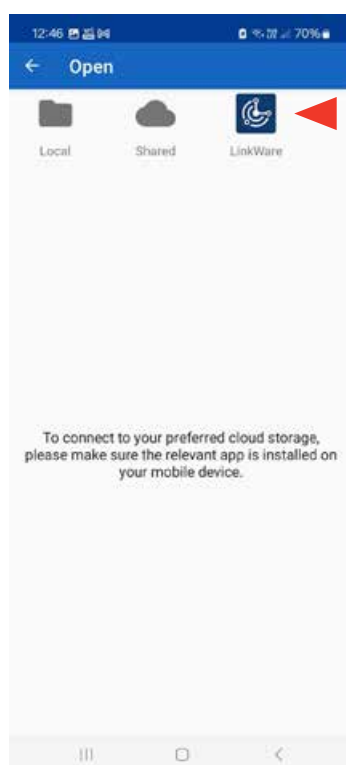 12:46 70%
Open
Local Shared LinkWare
To connect to your preferred cloud storage,
please make sure the relevant app is installed on
your mobile device.